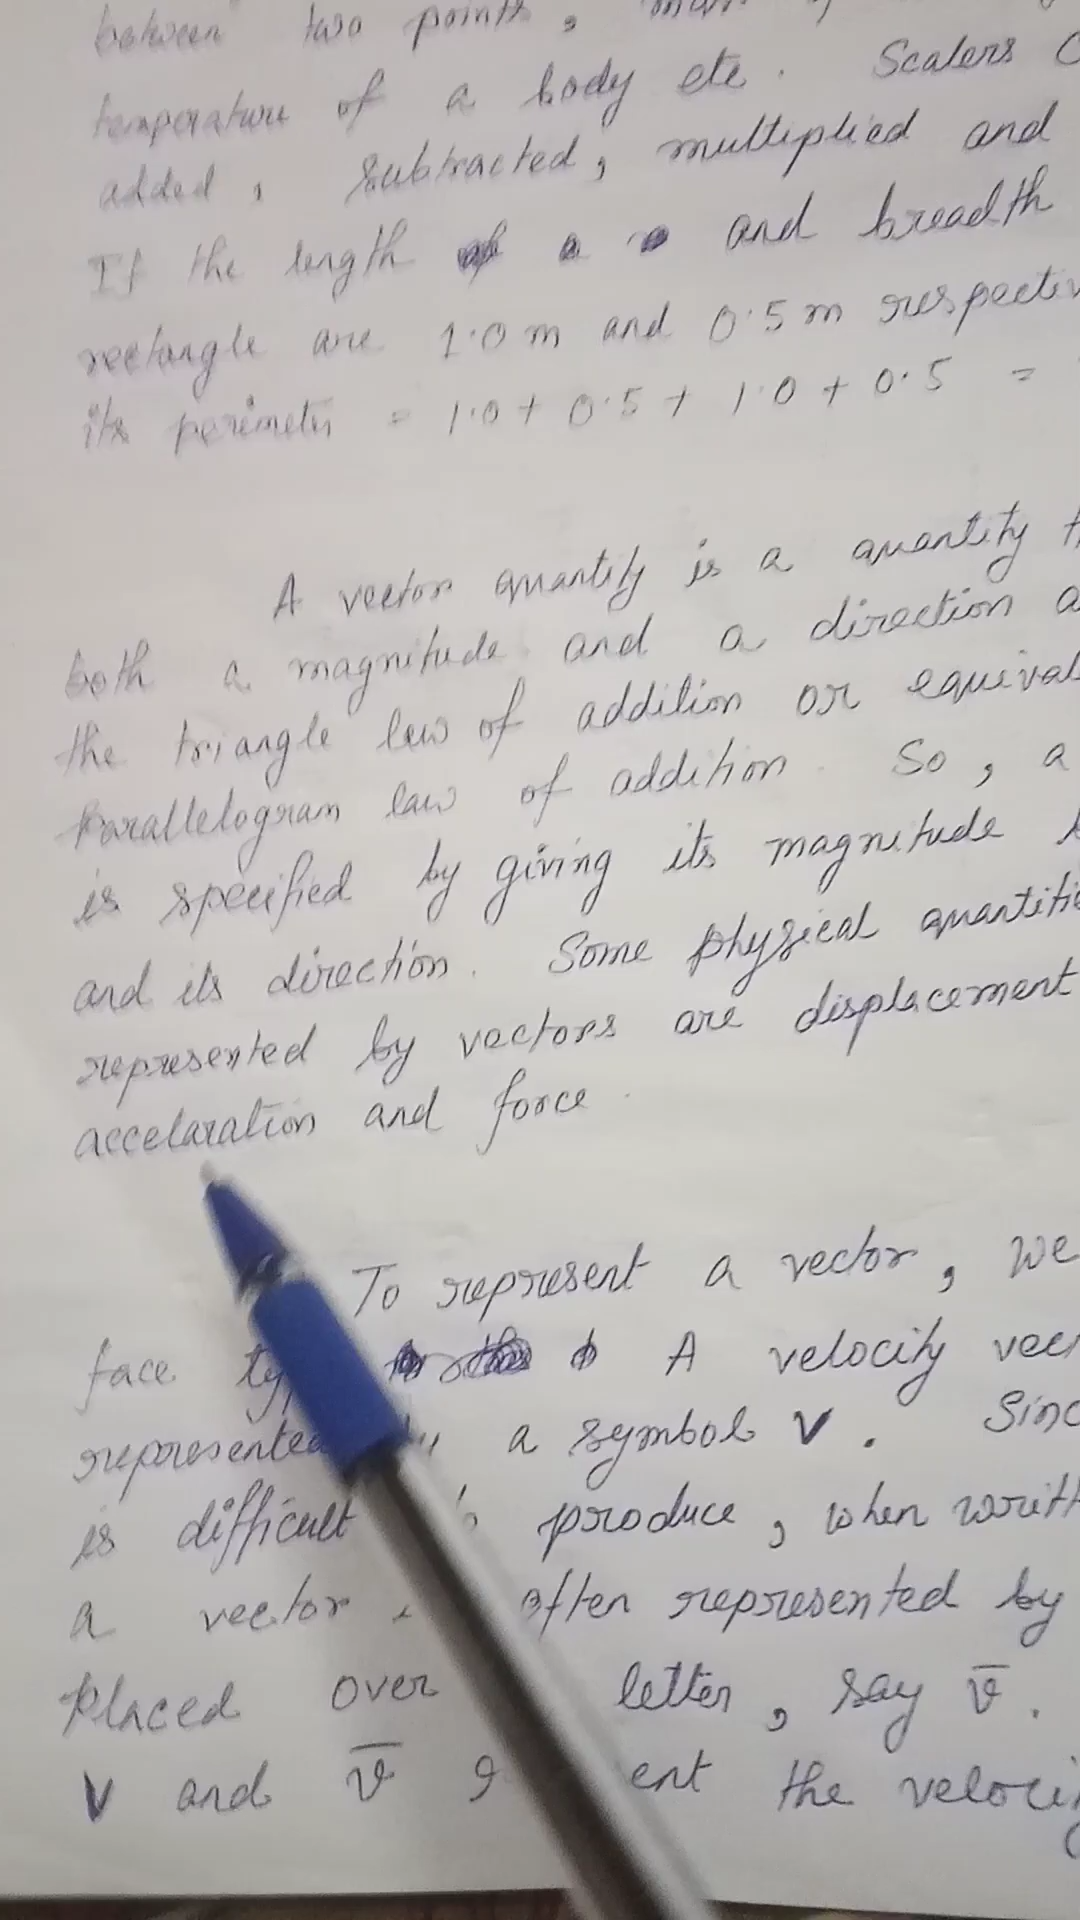 between two points,
temperature of a body etc. Scalers
added, subtracted, multiplied and
If the length and breadth
rectangle are 1.0 m and 0.5 m respectiv
its perimeter = 1.0 + 0.5 + 1.0 + 0.5 =
A vector quantity is a quantity
both a magnitude and a direction a
the triangle law of addition or equival
Parallelogram law of addition. So, a
is specified by giving its magnitude
and its direction. Some physical quantitie
represented by vectors are displacement
accelaration and force.
To represent a vector, we
face A velocity vec
represented a symbol V. Sinc
is difficult produce, when writt
a vector often represented by
Placed over letter, say v̅.
V and v̅ ent the veloci